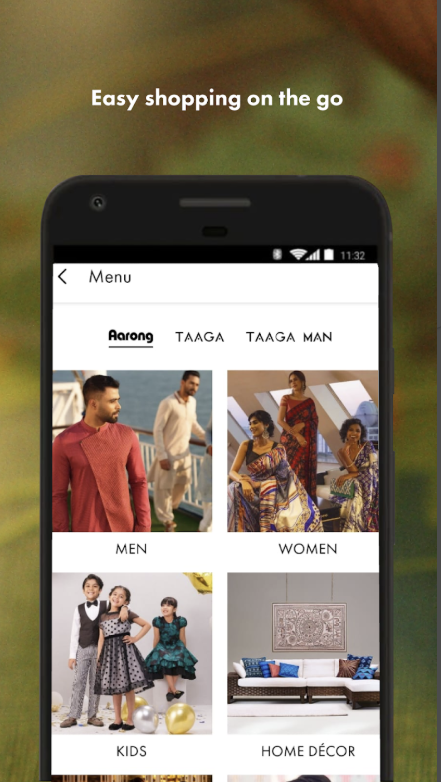 Easy shopping on the go
11:32
Menu
Aarong TAAGA TAAGA MAN
MEN WOMEN
KIDS HOME DÉCOR